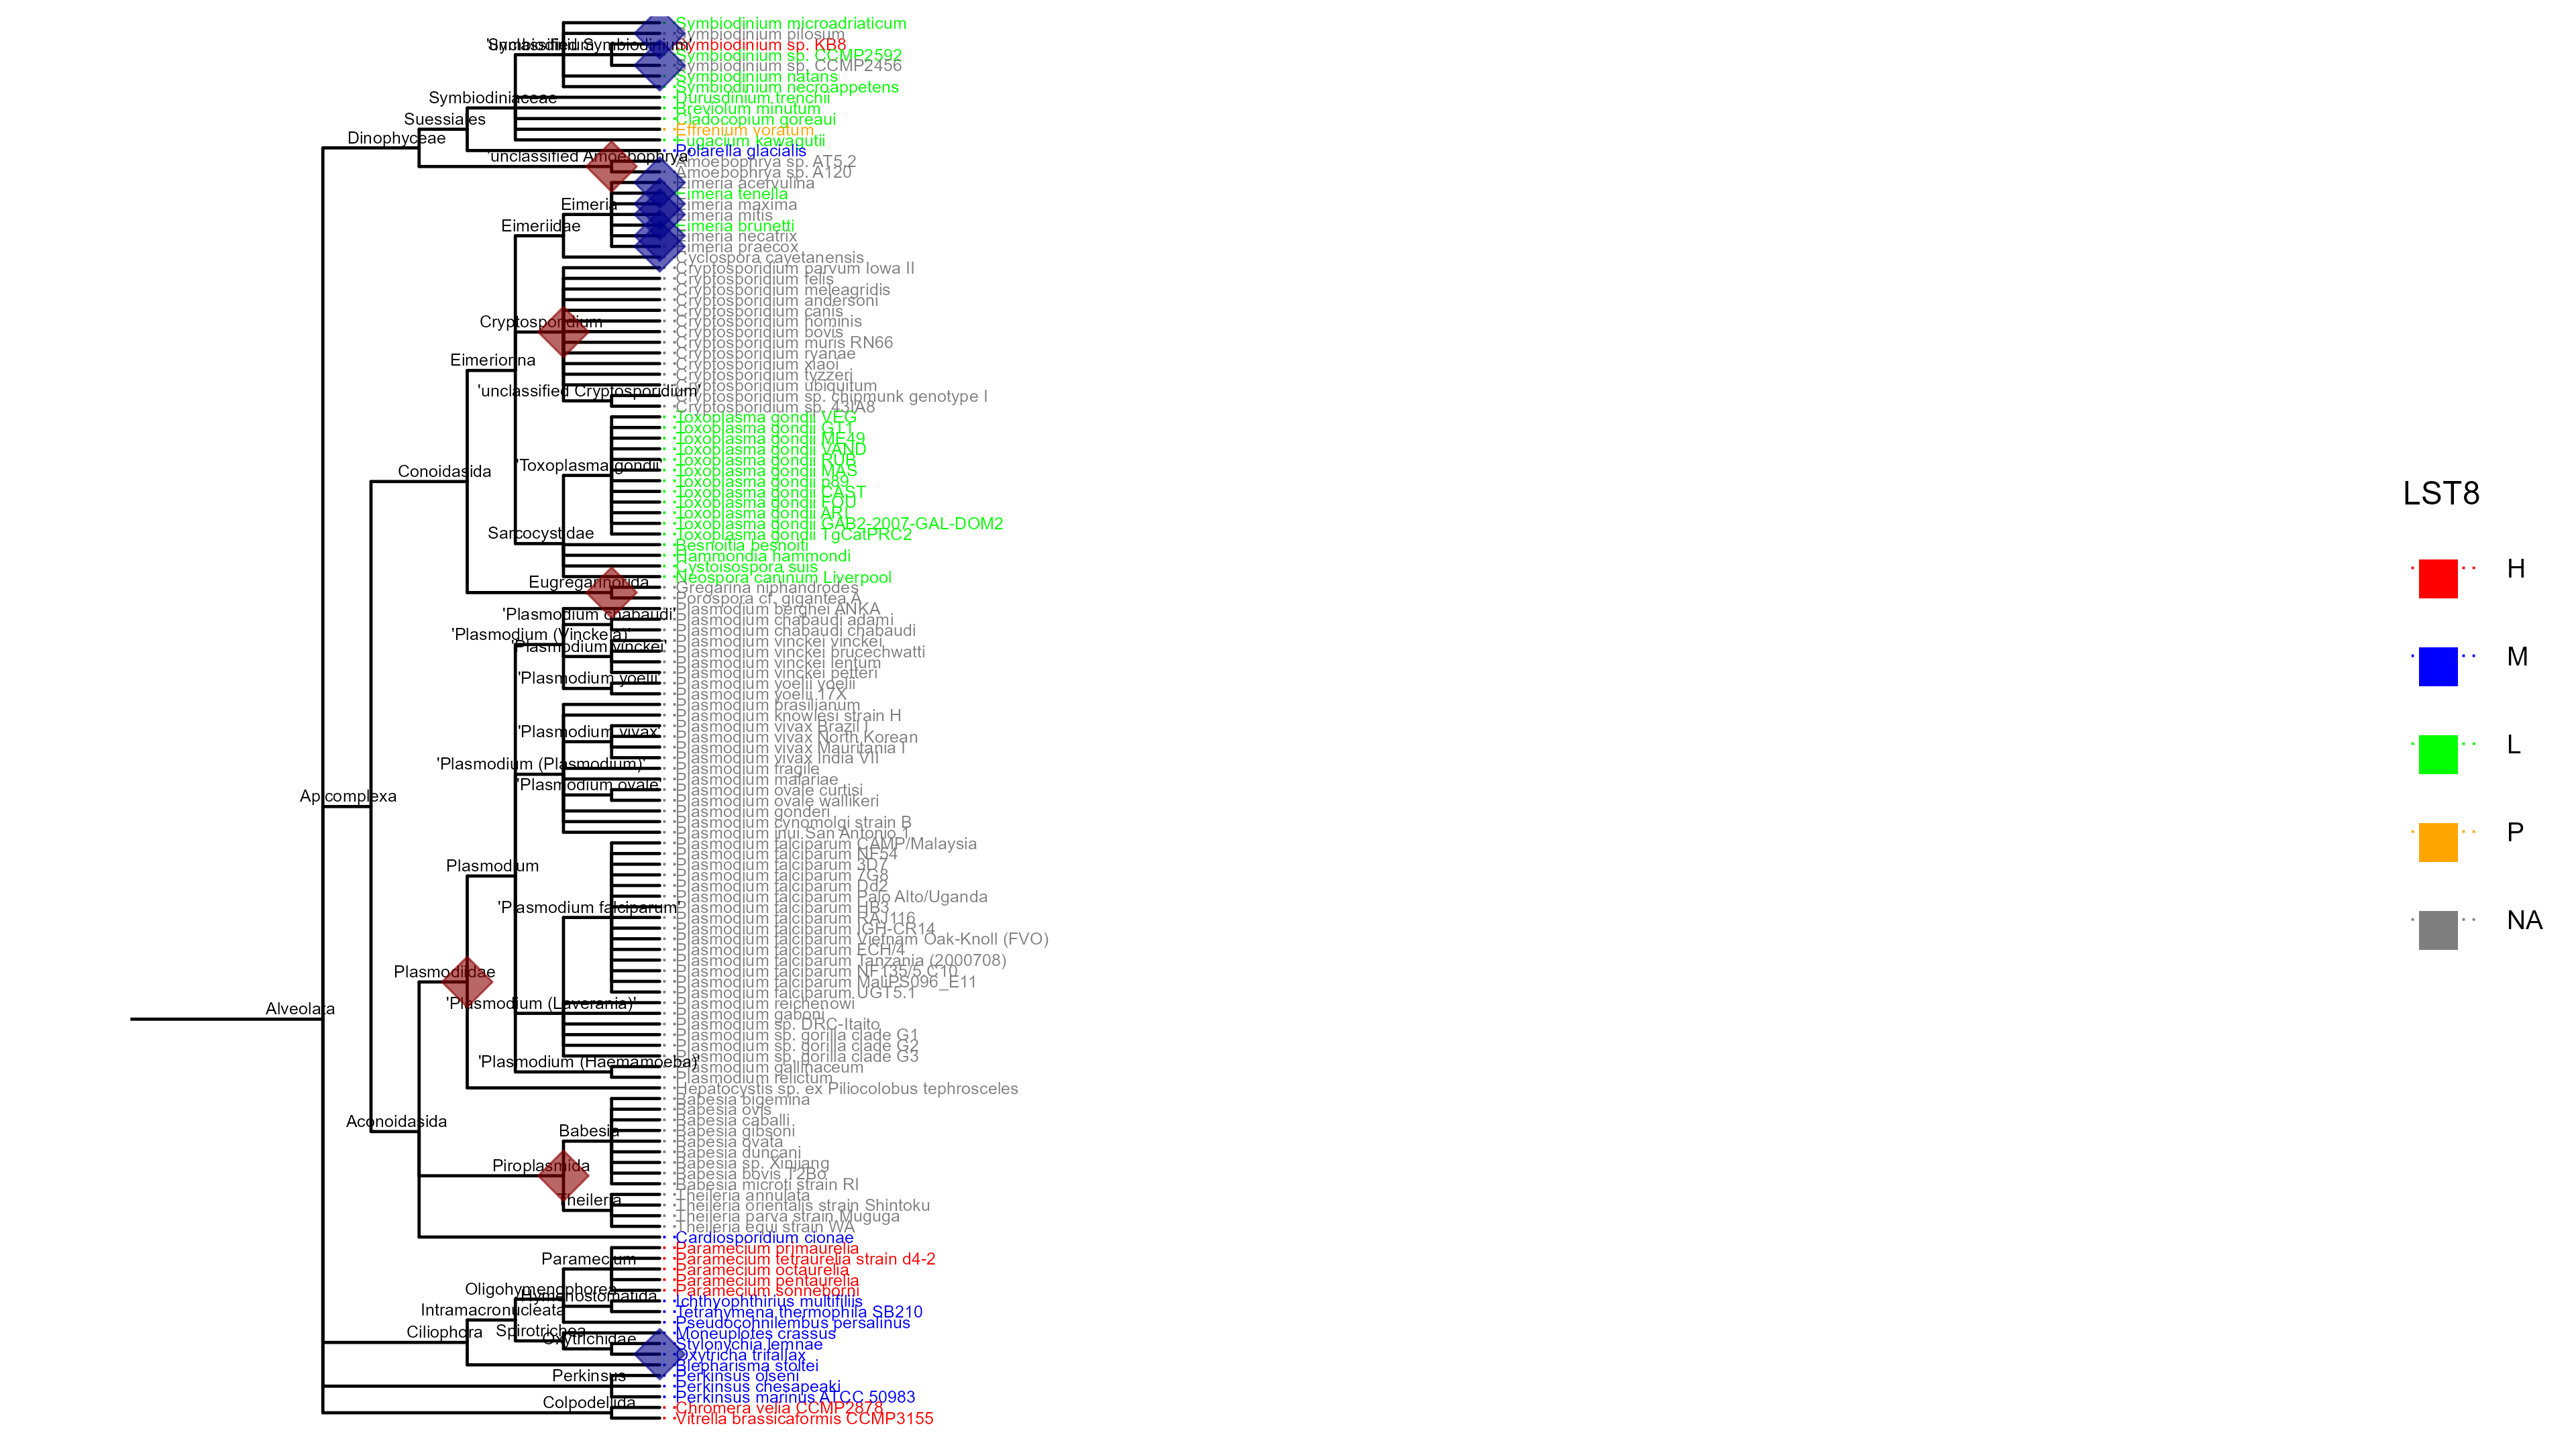 Symbiodinium microadriaticum
Symbiodinium pilosum
Symbiodinium sp. KB8
Symbiodinium sp. CCMP2592
Symbiodinium sp. CCMP2456
Symbiodinium natans
Symbiodinium necroappetens
Durusdinium trenchii
Breviolum minutum
Cladocopium goreaui
Effrenium voratum
Fugacium kawagutii
Polarella glacialis
Amoebophrya sp. AT5.2
Amoebophrya sp. A120
Eimeria acervulina
Eimeria tenella
Eimeria maxima
Eimeria mitis
Eimeria brunetti
Eimeria necatrix
Eimeria praecox
Cyclospora cayetanensis
Cryptosporidium parvum Iowa II
Cryptosporidium felis
Cryptosporidium meleagridis
Cryptosporidium andersoni
Cryptosporidium canis
Cryptosporidium hominis
Cryptosporidium bovis
Cryptosporidium muris RN66
Cryptosporidium ryanae
Cryptosporidium xiaoi
Cryptosporidium tyzzeri
Cryptosporidium ubiquitum
Cryptosporidium sp. chipmunk genotype I
Cryptosporidium sp. 43IA8
Toxoplasma gondii VEG
Toxoplasma gondii GT1
Toxoplasma gondii ME49
Toxoplasma gondii VAND
Toxoplasma gondii RUB
Toxoplasma gondii MAS
Toxoplasma gondii p89
Toxoplasma gondii CAST
Toxoplasma gondii FOU
Toxoplasma gondii ARI
Toxoplasma gondii GAB2-2007-GAL-DOM2
Toxoplasma gondii TgCatPRC2
Besnoitia besnoiti
Hammondia hammondi
Cystoisospora suis
Neospora caninum Liverpool
Gregarina niphandrodes
Porospora cf. gigantea A
Plasmodium berghei ANKA
Plasmodium chabaudi adami
Plasmodium chabaudi chabaudi
Plasmodium vinckei vinckei
Plasmodium vinckei brucechwatti
Plasmodium vinckei lentum
Plasmodium vinckei petteri
Plasmodium yoelii yoelii
Plasmodium yoelii 17X
Plasmodium brasilianum
Plasmodium knowlesi strain H
Plasmodium vivax Brazil I
Plasmodium vivax North Korean
Plasmodium vivax Mauritania I
Plasmodium vivax India VII
Plasmodium fragile
Plasmodium malariae
Plasmodium ovale curtisi
Plasmodium ovale wallikeri
Plasmodium gonderi
Plasmodium cynomolgi strain B
Plasmodium inui San Antonio 1
Plasmodium falciparum CAMP/Malaysia
Plasmodium falciparum NF54
Plasmodium falciparum 3D7
Plasmodium falciparum 7G8
Plasmodium falciparum Dd2
Plasmodium falciparum Palo Alto/Uganda
Plasmodium falciparum HB3
Plasmodium falciparum RAJ116
Plasmodium falciparum IGH-CR14
Plasmodium falciparum Vietnam Oak-Knoll (FVO)
Plasmodium falciparum FCH/4
Plasmodium falciparum Tanzania (2000708)
Plasmodium falciparum NF135/5.C10
Plasmodium falciparum MaliPS096_E11
Plasmodium falciparum UGT5.1
Plasmodium reichenowi
Plasmodium gaboni
Plasmodium sp. DRC-Itaito
Plasmodium sp. gorilla clade G1
Plasmodium sp. gorilla clade G2
Plasmodium sp. gorilla clade G3
Plasmodium gallinaceum
Plasmodium relictum
Hepatocystis sp. ex Piliocolobus tephrosceles
Babesia bigemina
Babesia ovis
Babesia caballi
Babesia gibsoni
Babesia ovata
Babesia duncani
Babesia sp. Xinjiang
Babesia bovis T2Bo
Babesia microti strain RI
Theileria annulata
Theileria orientalis strain Shintoku
Theileria parva strain Muguga
Theileria equi strain WA
Cardiosporidium cionae
Paramecium primaurelia
Paramecium tetraurelia strain d4-2
Paramecium octaurelia
Paramecium pentaurelia
Paramecium sonneborni
Ichthyophthirius multifiliis
Tetrahymena thermophila SB210
Pseudocohnilembus persalinus
Moneuplotes crassus
Stylonychia lemnae
Oxytricha trifallax
Blepharisma stoltei
Perkinsus olseni
Perkinsus chesapeaki
Perkinsus marinus ATCC 50983
Chromera velia CCMP2878
Vitrella brassicaformis CCMP3155
Symbiodinium
'unclassified Symbiodinium'
Symbiodiniaceae
Suessiales
Dinophyceae
'unclassified Amoebophrya'
Eimeria
Eimeriidae
Cryptosporidium
Eimeriorina
'unclassified Cryptosporidium'
'Toxoplasma gondii'
Conoidasida
Sarcocystidae
Eugregarinorida
'Plasmodium chabaudi'
'Plasmodium (Vinckeia)'
'Plasmodium vinckei'
'Plasmodium yoelii'
'Plasmodium vivax'
'Plasmodium (Plasmodium)'
'Plasmodium ovale'
Apicomplexa
Plasmodium
'Plasmodium falciparum'
Plasmodiidae
'Plasmodium (Laverania)'
Alveolata
'Plasmodium (Haemamoeba)'
Aconoidasida
Babesia
Piroplasmida
Theileria
Paramecium
Oligohymenophorea
Hymenostomatida
Intramacronucleata
Spirotrichea
Ciliophora
Oxytrichidae
Perkinsus
Colpodellida
LST8
H
M
L
P
NA